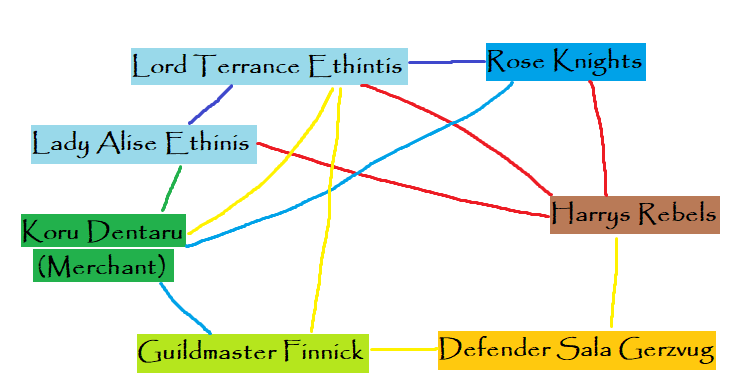 Lord Terrance Ethintis
Rose Knights
Lady Alise Ethinis
Harrys Rebels
Koru Dentaru
(Merchant)
Guildmaster Finnick
Defender Sala Gerzvug